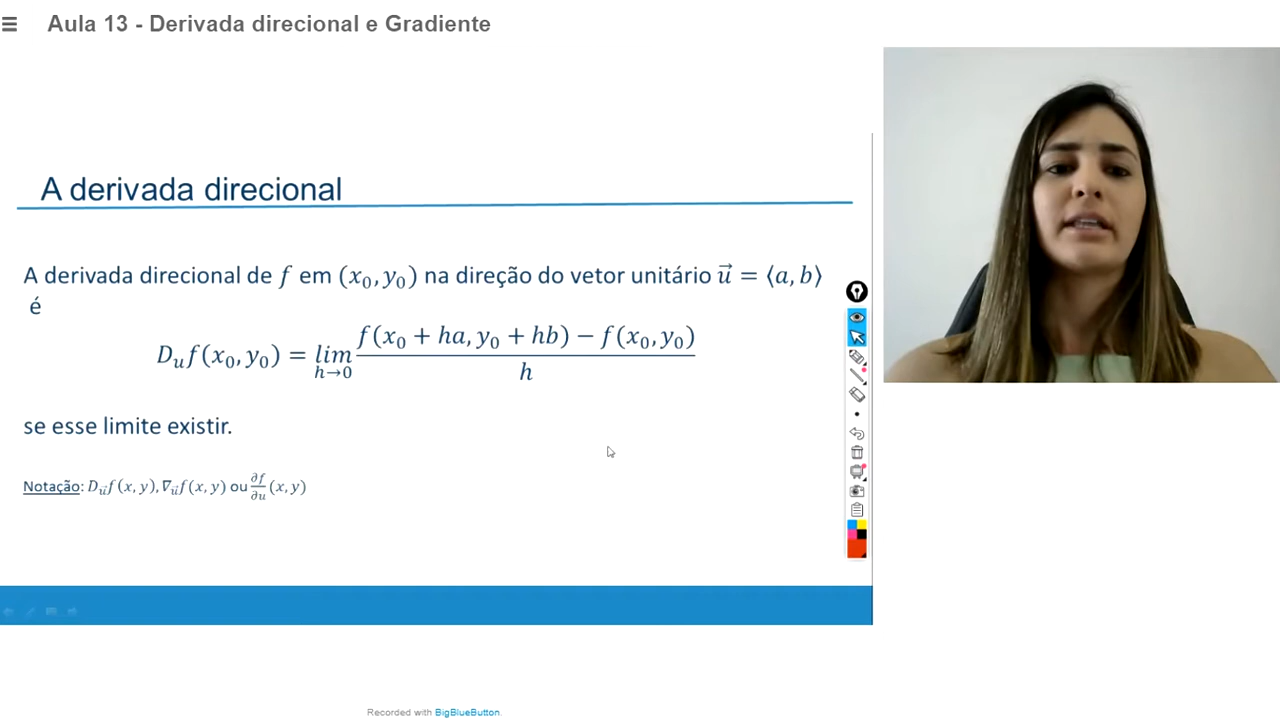 Aula 13 - Derivada direcional e Gradiente
A derivada direcional
A derivada direcional de f em (x₀, y₀) na direção do vetor unitário u⃗ = ⟨a, b⟩
é
Dᵤf(x₀, y₀) = lim h→0 f(x₀ + ha, y₀ + hb) − f(x₀, y₀) / h
se esse limite existir.
Notação: D_u⃗ f(x, y), ∇_u⃗ f(x, y) ou ∂f/∂u (x, y)
Recorded with BigBlueButton.